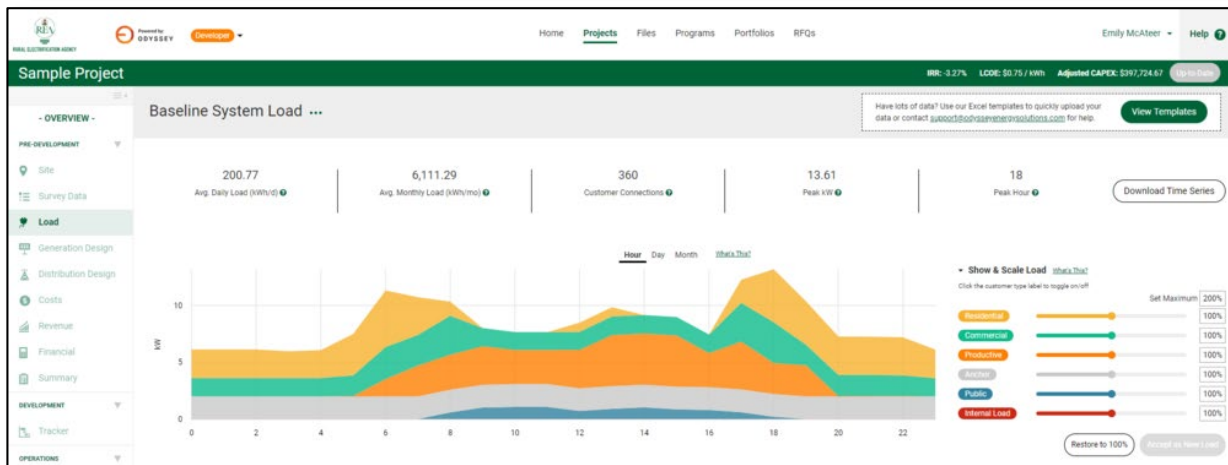 REA
RURAL ELECTRIFICATION AGENCY
Powered by:
ODYSSEY
Developer
Home Projects Files Programs Portfolios RFQs
Emily McAteer
Help ?
Sample Project
IRR: -3.27% LCOE: $0.75 / kWh Adjusted CAPEX: $397,724.67 Up to Date
- OVERVIEW -
PRE-DEVELOPMENT
Site
Survey Data
Load
Generation Design
Distribution Design
Costs
Revenue
Financial
Summary
DEVELOPMENT
Tracker
OPERATIONS
Baseline System Load ...
Have lots of data? Use our Excel templates to quickly upload your
data or contact support@odysseyenergysolutions.com for help.
View Templates
200.77
Avg. Daily Load (kWh/d) ?
6,111.29
Avg. Monthly Load (kWh/mo) ?
360
Customer Connections ?
13.61
Peak kW ?
18
Peak Hour ?
Download Time Series
Hour Day Month What's This?
kW
10
5
0
0 2 4 6 8 10 12 14 16 18 20 22
Show & Scale Load What's This?
Click the customer type label to toggle on/off
Set Maximum 200%
Residential 100%
Commercial 100%
Productive 100%
Anchor 100%
Public 100%
Internal Load 100%
Restore to 100%
Accept as New Load